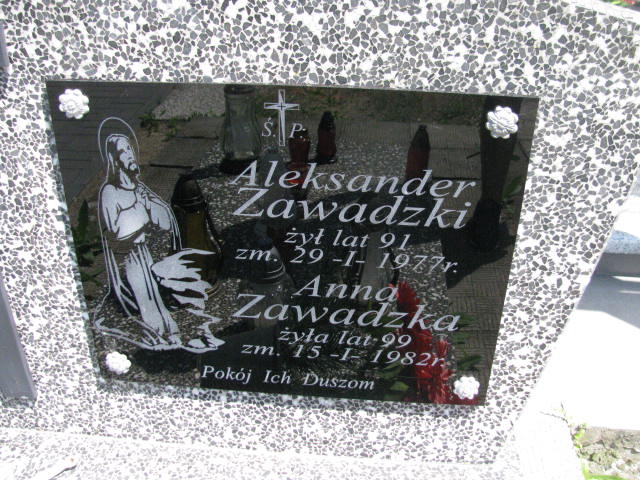 Ś. P.
Aleksander
Zawadzki
żył lat 91
zm. 29 -I- 1977r.
Anna
Zawadzka
żyła lat 99
zm. 15 -I- 1982r.
Pokój Ich Duszom